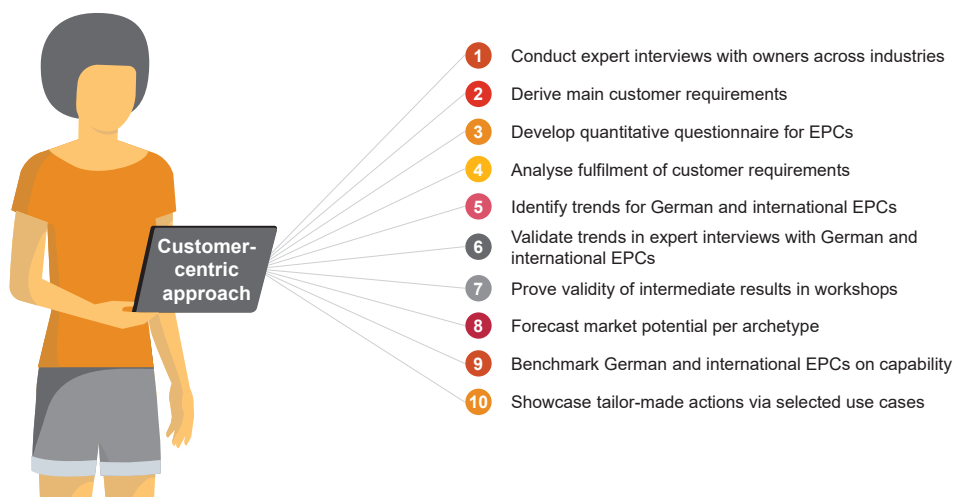 Customer-
centric
approach
1 Conduct expert interviews with owners across industries
2 Derive main customer requirements
3 Develop quantitative questionnaire for EPCs
4 Analyse fulfilment of customer requirements
5 Identify trends for German and international EPCs
6 Validate trends in expert interviews with German and
international EPCs
7 Prove validity of intermediate results in workshops
8 Forecast market potential per archetype
9 Benchmark German and international EPCs on capability
10 Showcase tailor-made actions via selected use cases